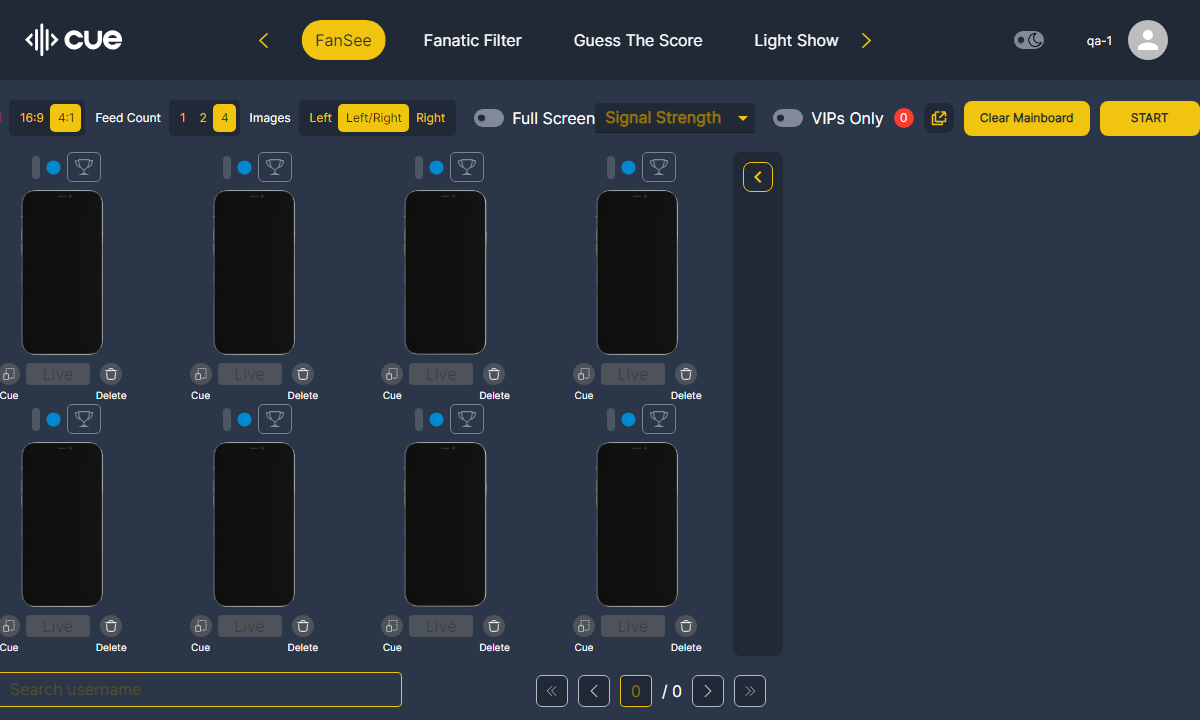 cue
FanSee Fanatic Filter Guess The Score Light Show
qa-1
16:9 4:1 Feed Count 1 2 4 Images Left Left/Right Right Full Screen Signal Strength VIPs Only 0 Clear Mainboard START
Live Live Live Live
Cue Delete Cue Delete Cue Delete Cue Delete
Live Live Live Live
Cue Delete Cue Delete Cue Delete Cue Delete
Search username
0 / 0